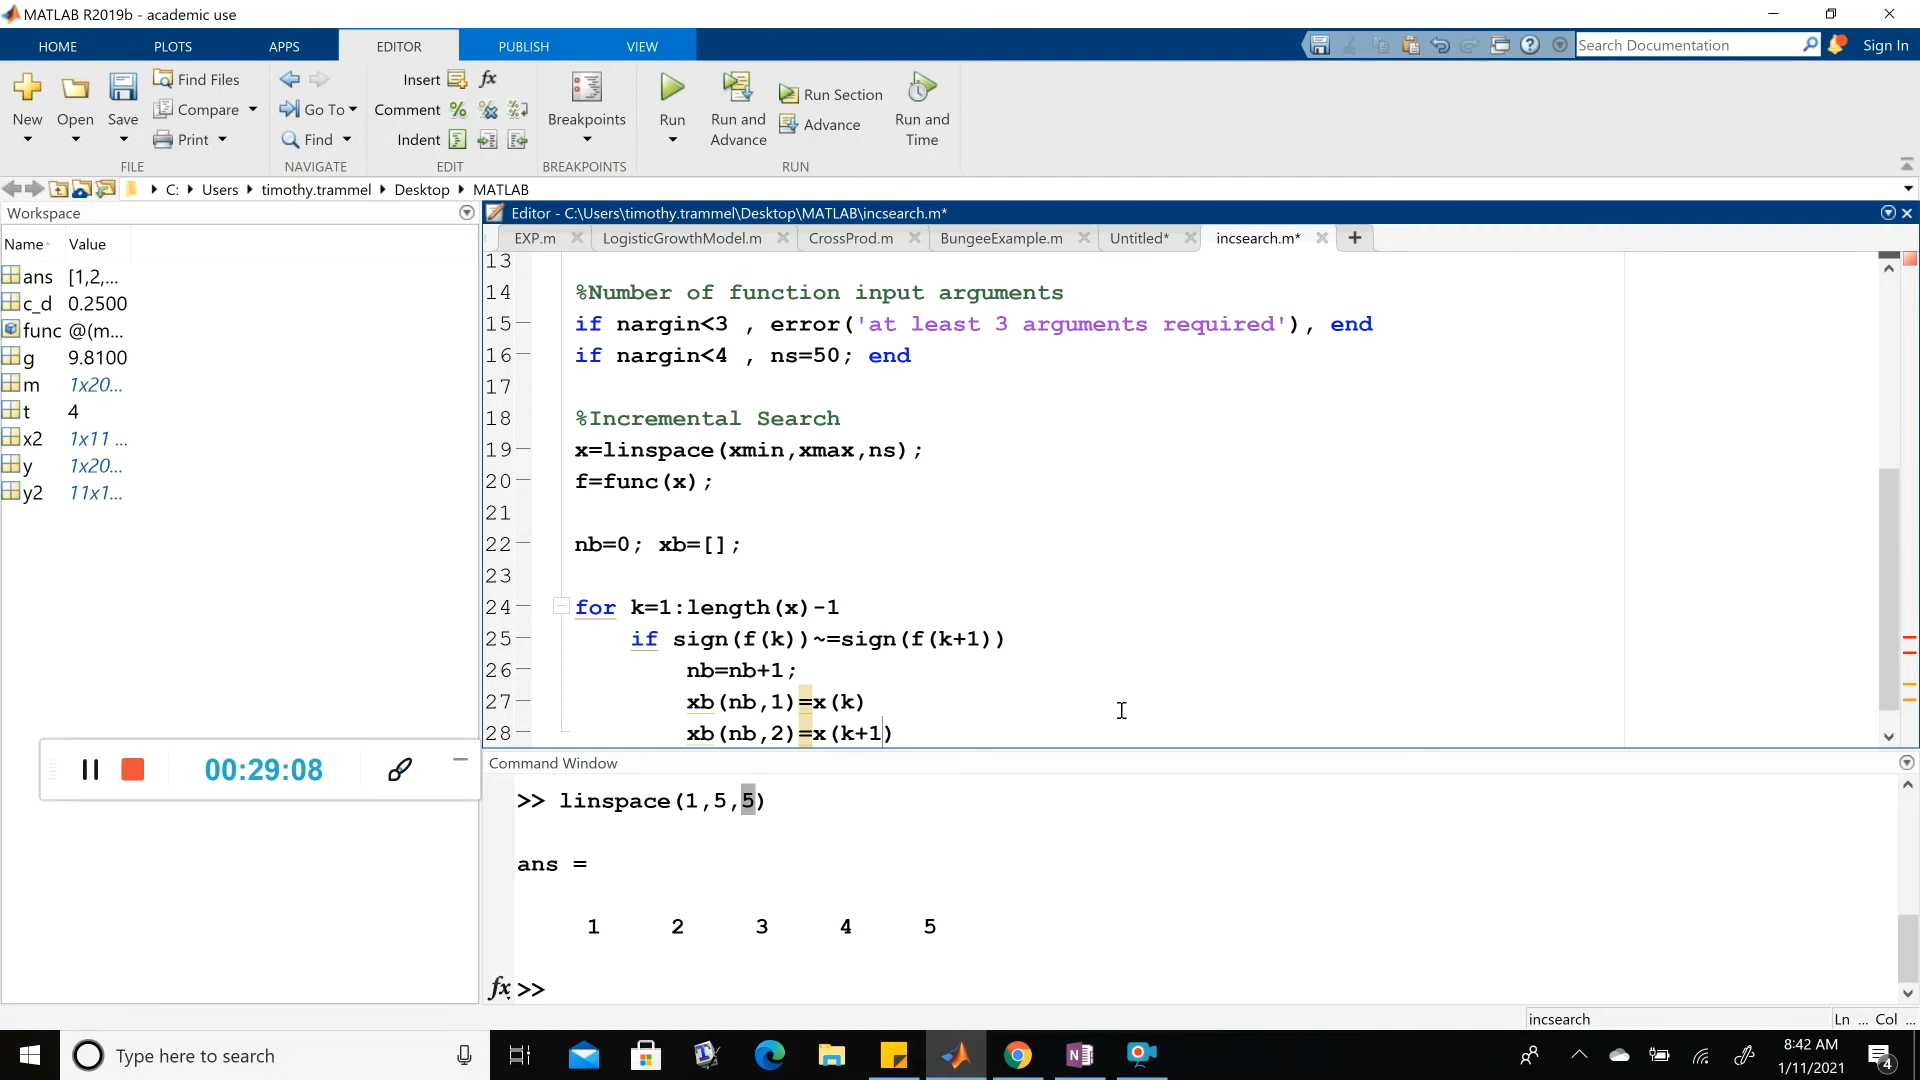 MATLAB R2019b - academic use
HOME PLOTS APPS EDITOR PUBLISH VIEW
Search Documentation Sign In
New Open Save
Find Files
Compare
Print
FILE
Go To
Find
NAVIGATE
Insert fx
Comment
Indent
EDIT
Breakpoints
BREAKPOINTS
Run
Run and Advance
Run Section
Advance
Run and Time
RUN
C: Users timothy.trammel Desktop MATLAB
Workspace
Name Value
ans [1,2,...
c_d 0.2500
func @(m...
g 9.8100
m 1x20...
t 4
x2 1x11 ...
y 1x20...
y2 11x1...
Editor - C:\Users\timothy.trammel\Desktop\MATLAB\incsearch.m*
EXP.m LogisticGrowthModel.m CrossProd.m BungeeExample.m Untitled* incsearch.m*
13
14 %Number of function input arguments
15 if nargin<3 , error('at least 3 arguments required'), end
16 if nargin<4 , ns=50; end
17
18 %Incremental Search
19 x=linspace(xmin,xmax,ns);
20 f=func(x);
21
22 nb=0; xb=[];
23
24 for k=1:length(x)-1
25 if sign(f(k))~=sign(f(k+1))
26 nb=nb+1;
27 xb(nb,1)=x(k)
28 xb(nb,2)=x(k+1)
00:29:08
Command Window
>> linspace(1,5,5)
ans =
1 2 3 4 5
fx >>
incsearch Ln ... Col ...
Type here to search
8:42 AM
1/11/2021
4